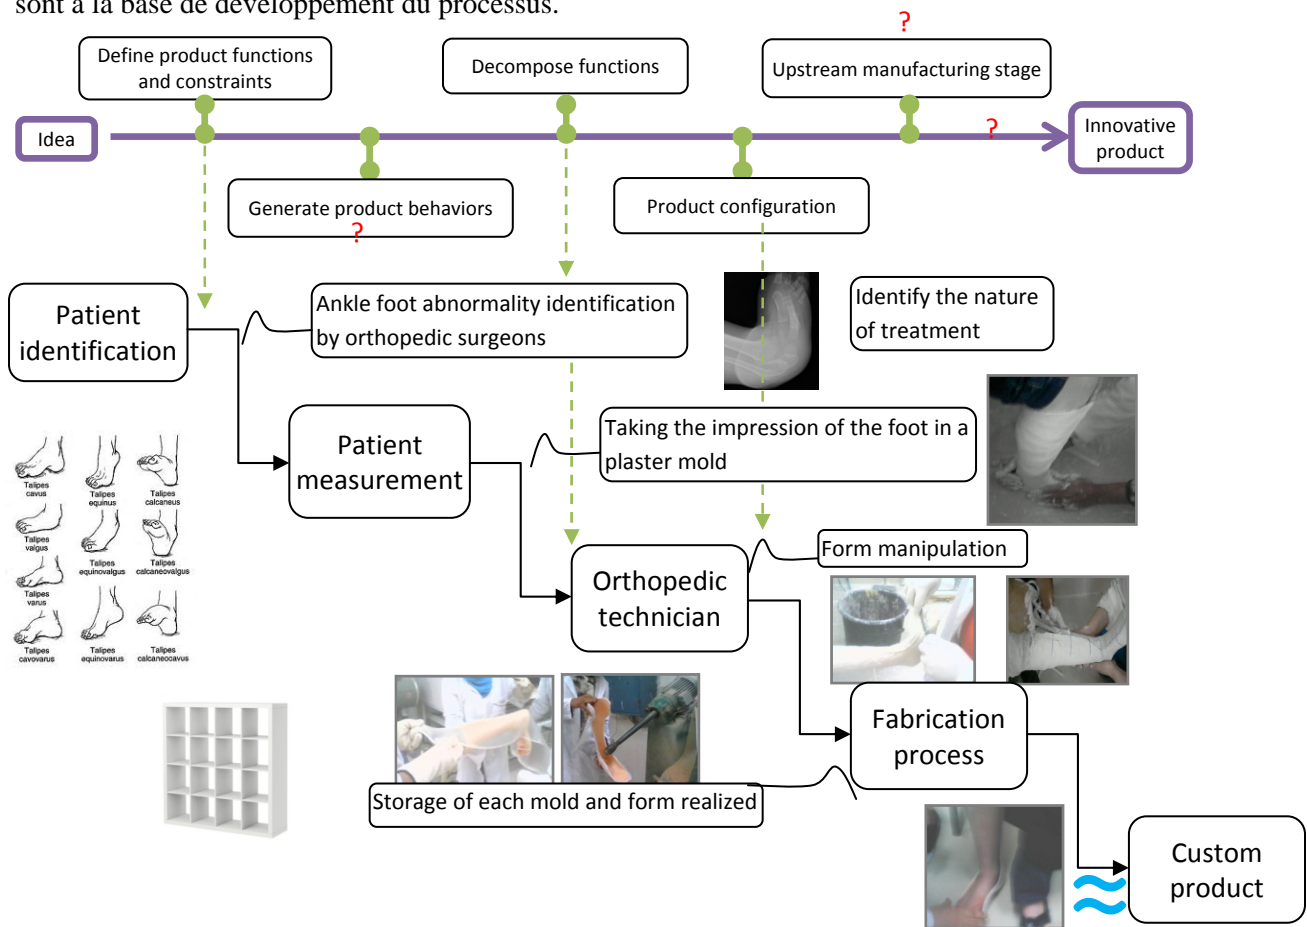 sont à la base de développement du processus.
?
Define product functions
and constraints
Decompose functions
Upstream manufacturing stage
Idea
?
Innovative
product
Generate product behaviors
?
Product configuration
Patient
identification
Ankle foot abnormality identification
by orthopedic surgeons
Identify the nature
of treatment
Patient
measurement
Taking the impression of the foot in a
plaster mold
Talipes
cavus
Talipes
equinus
Talipes
calcaneus
Talipes
valgus
Talipes
equinovalgus
Talipes
calcaneovalgus
Talipes
varus
Talipes
cavovarus
Talipes
equinovarus
Talipes
calcaneocavus
Orthopedic
technician
Form manipulation
Fabrication
process
Storage of each mold and form realized
Custom
product